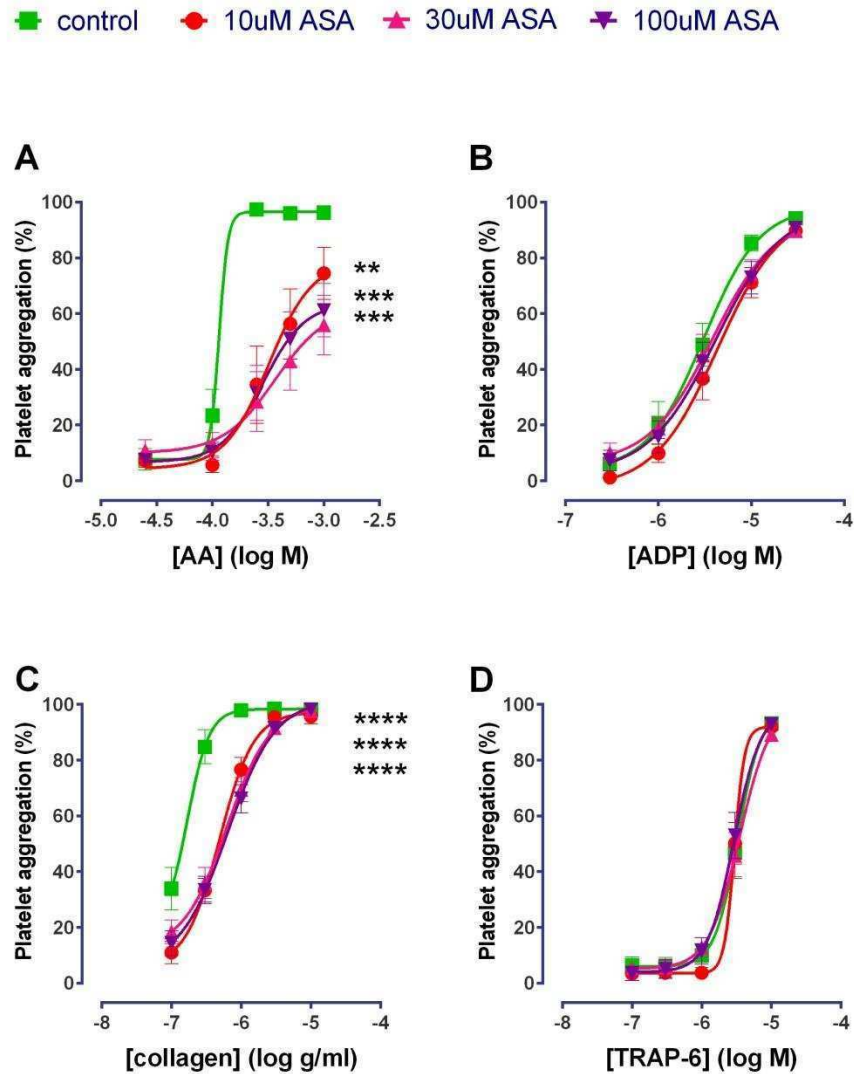 control 10uM ASA 30uM ASA 100uM ASA
A
Platelet aggregation (%)
100
80
60
40
20
0
**
***
***
-5.0 -4.5 -4.0 -3.5 -3.0 -2.5
[AA] (log M)
B
Platelet aggregation (%)
100
80
60
40
20
0
-7 -6 -5 -4
[ADP] (log M)
C
Platelet aggregation (%)
100
80
60
40
20
0
****
****
****
-8 -7 -6 -5 -4
[collagen] (log g/ml)
D
Platelet aggregation (%)
100
80
60
40
20
0
-8 -7 -6 -5 -4
[TRAP-6] (log M)